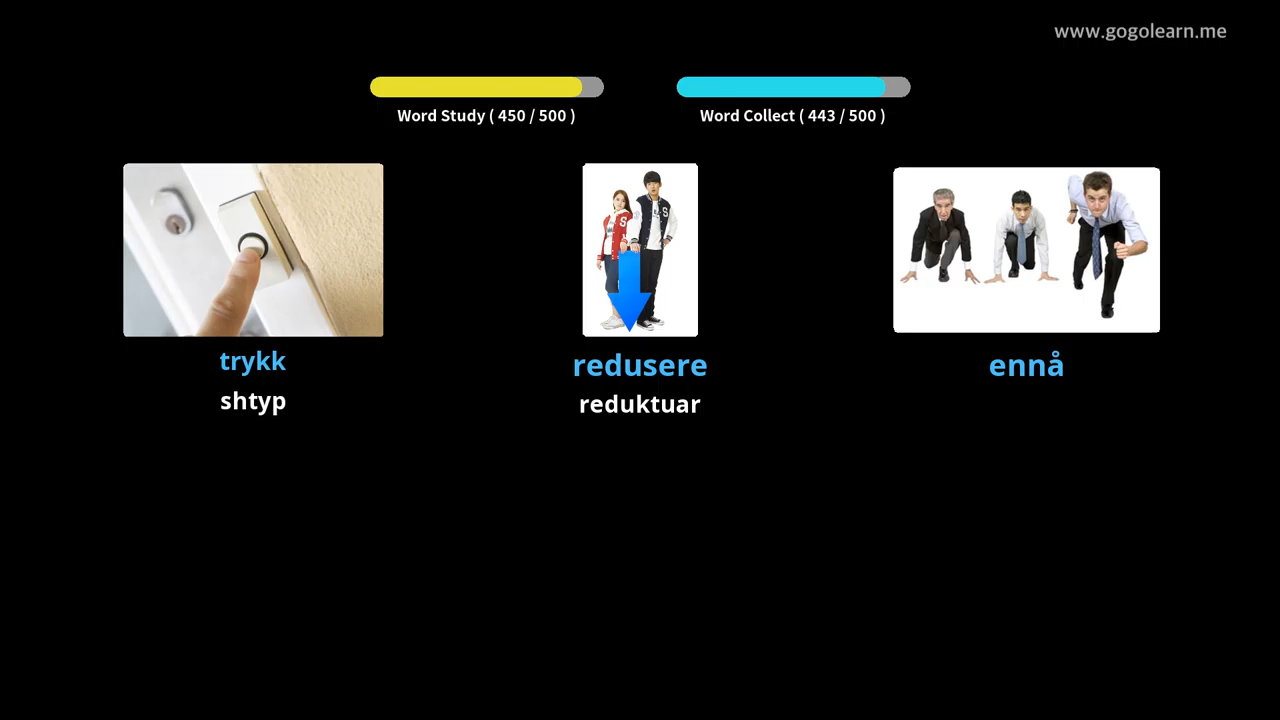 www.gogolearn.me
Word Study ( 450 / 500 )
Word Collect ( 443 / 500 )
trykk
shtyp
redusere
reduktuar
ennå
S
S